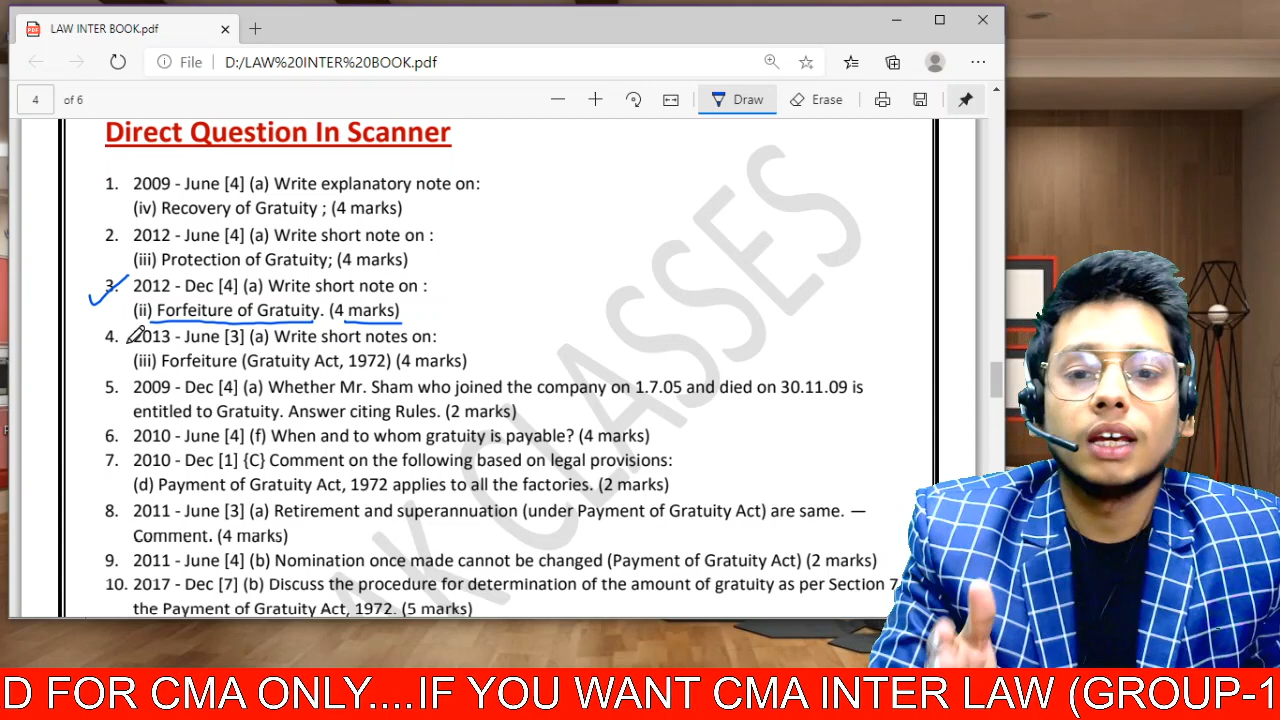 LAW INTER BOOK.pdf
File D:/LAW%20INTER%20BOOK.pdf
4 of 6 Draw Erase
Direct Question In Scanner
1. 2009 - June [4] (a) Write explanatory note on:
(iv) Recovery of Gratuity ; (4 marks)
2. 2012 - June [4] (a) Write short note on :
(iii) Protection of Gratuity; (4 marks)
3. 2012 - Dec [4] (a) Write short note on :
(ii) Forfeiture of Gratuity. (4 marks)
4. 2013 - June [3] (a) Write short notes on:
(iii) Forfeiture (Gratuity Act, 1972) (4 marks)
5 2009 - Dec [4] (a) Whether Mr. Sham who joined the company on 1.7.05 and died on 30.11.09 is
entitled to Gratuity. Answer citing Rules. (2 marks)
6. 2010 - June [4] (f) When and to whom gratuity is payable? (4 marks)
7. 2010 - Dec [1] {C} Comment on the following based on legal provisions:
(d) Payment of Gratuity Act, 1972 applies to all the factories. (2 marks)
8. 2011 - June [3] (a) Retirement and superannuation (under Payment of Gratuity Act) are same. —
Comment. (4 marks)
9. 2011 - June [4] (b) Nomination once made cannot be changed (Payment of Gratuity Act) (2 marks)
10. 2017 - Dec [7] (b) Discuss the procedure for determination of the amount of gratuity as per Section 7
the Payment of Gratuity Act, 1972. (5 marks)
AK CLASSES
D FOR CMA ONLY....IF YOU WANT CMA INTER LAW (GROUP-1